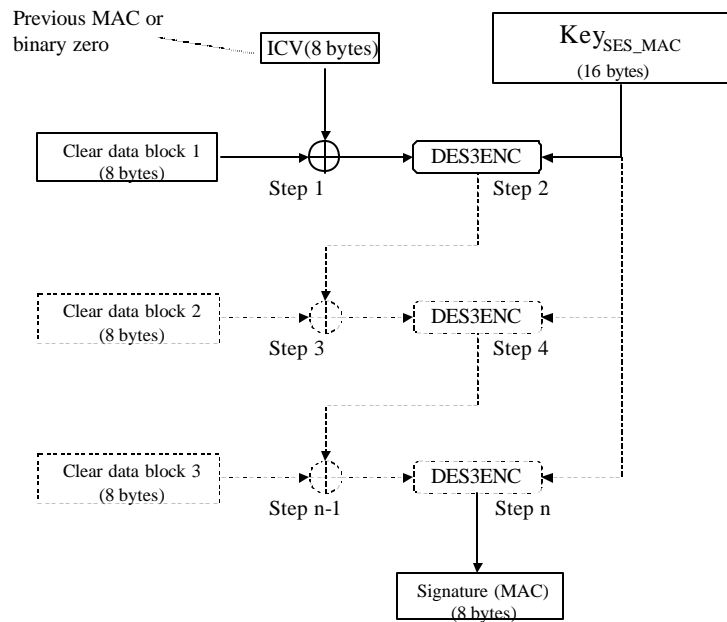 Previous MAC or
binary zero
ICV(8 bytes)
Key SES_MAC
(16 bytes)
Clear data block 1
(8 bytes)
DES3ENC
Step 1
Step 2
Clear data block 2
(8 bytes)
DES3ENC
Step 3
Step 4
Clear data block 3
(8 bytes)
DES3ENC
Step n-1
Step n
Signature (MAC)
(8 bytes)